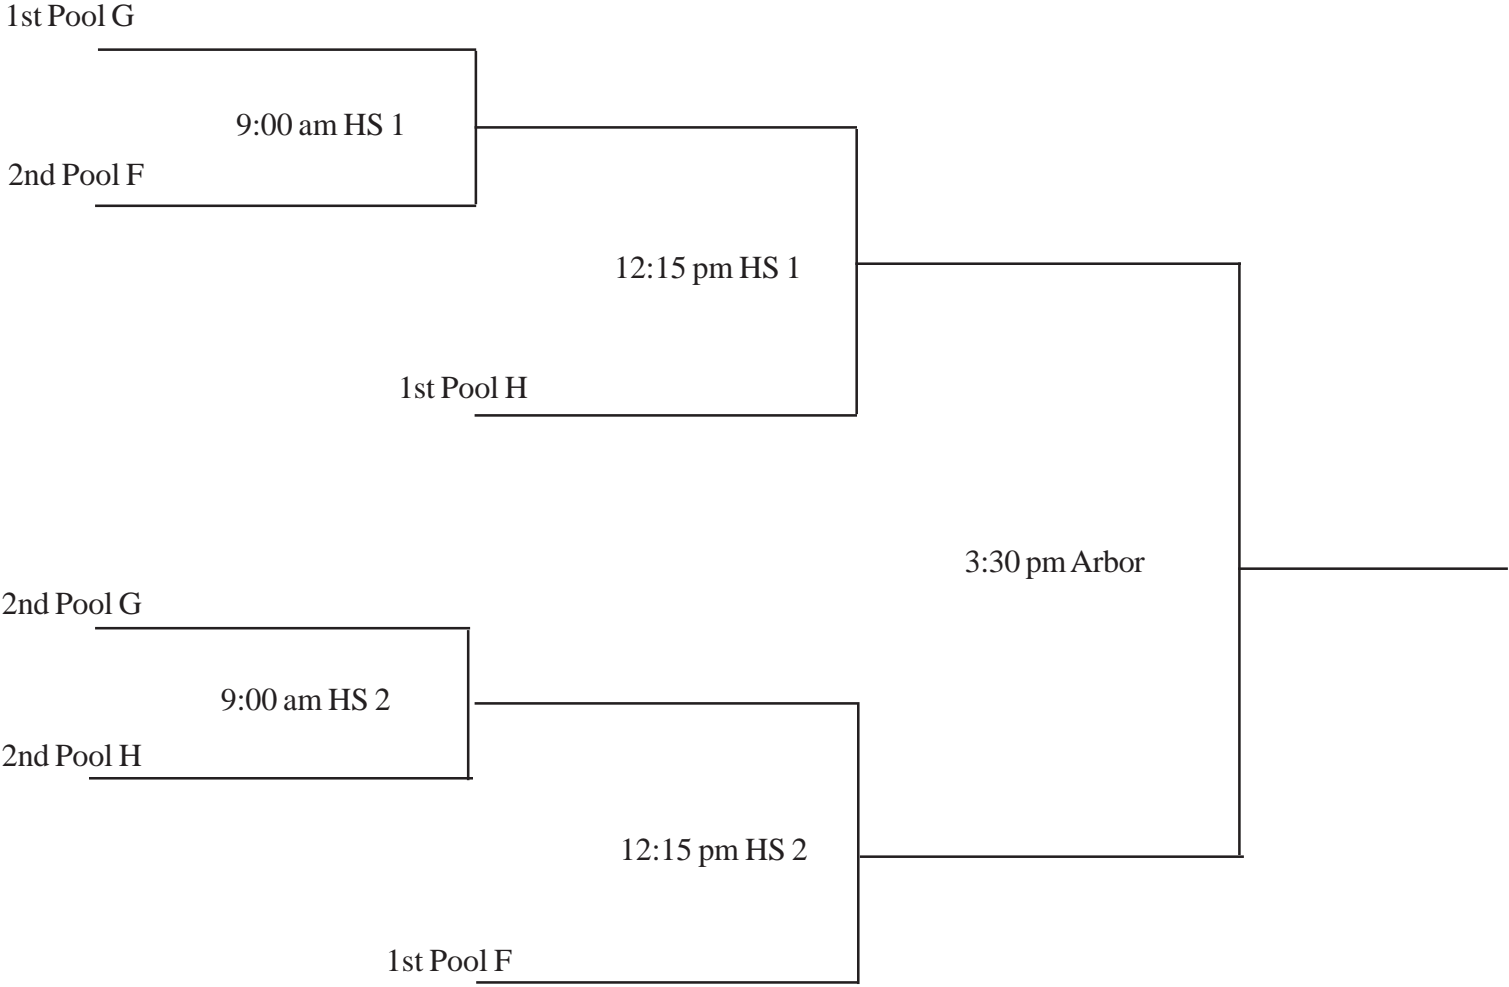 1st Pool G
9:00 am HS 1
2nd Pool F
12:15 pm HS 1
1st Pool H
3:30 pm Arbor
2nd Pool G
9:00 am HS 2
2nd Pool H
12:15 pm HS 2
1st Pool F